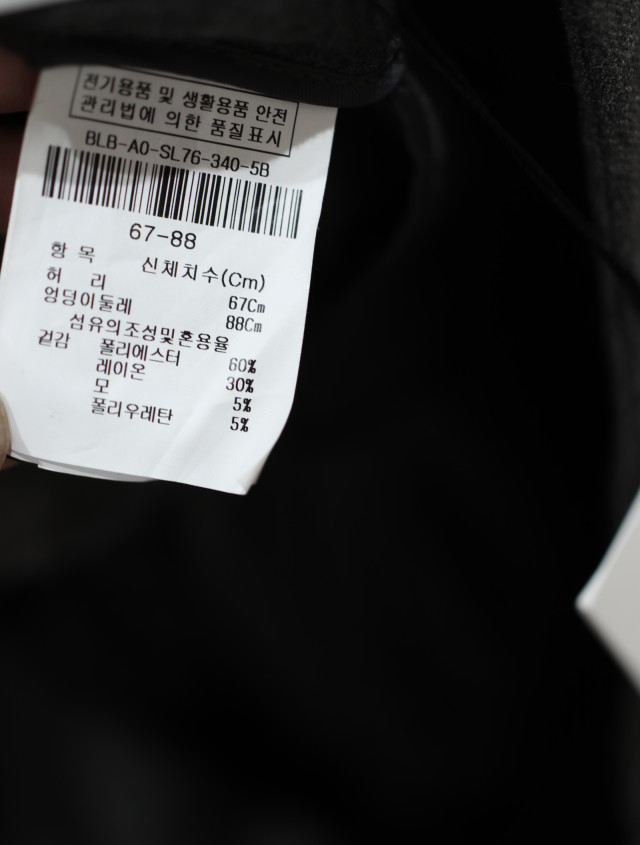 전기용품 및 생활용품 안전
관리법에 의한 품질표시
BLB-A0-SL76-340-5B
67-88
항 목 신체치수(Cm)
허 리 67Cm
엉덩이둘레 88Cm
섬유의조성및혼용율
겉감 폴리에스터 60%
레이온 30%
모 5%
폴리우레탄 5%